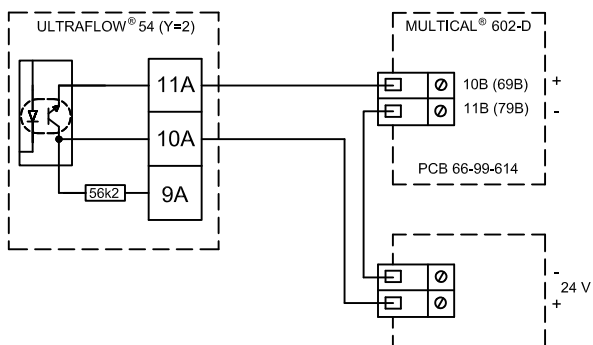 ULTRAFLOW® 54 (Y=2)
MULTICAL® 602-D
11A
10A
9A
56k2
10B (69B) +
11B (79B) -
PCB 66-99-614
-
24 V
+